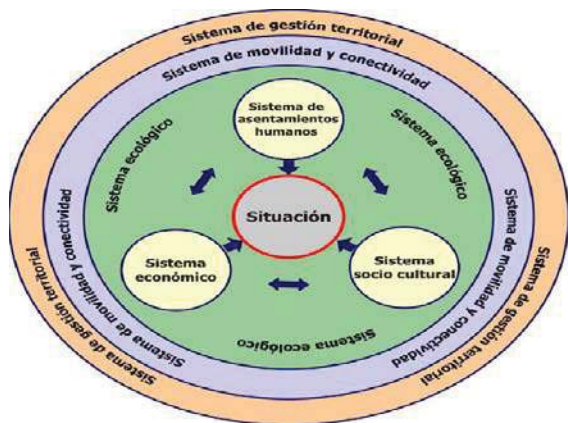 Sistema de gestión territorial
Sistema de movilidad y conectividad
Sistema de
asentamientos
humanos
Sistema ecológico
Sistema ecológico
Situación
Sistema
económico
Sistema
socio cultural
Sistema ecológico
Sistema de movilidad y conectividad
Sistema de movilidad y conectividad
Sistema de gestión territorial
Sistema de gestión territorial